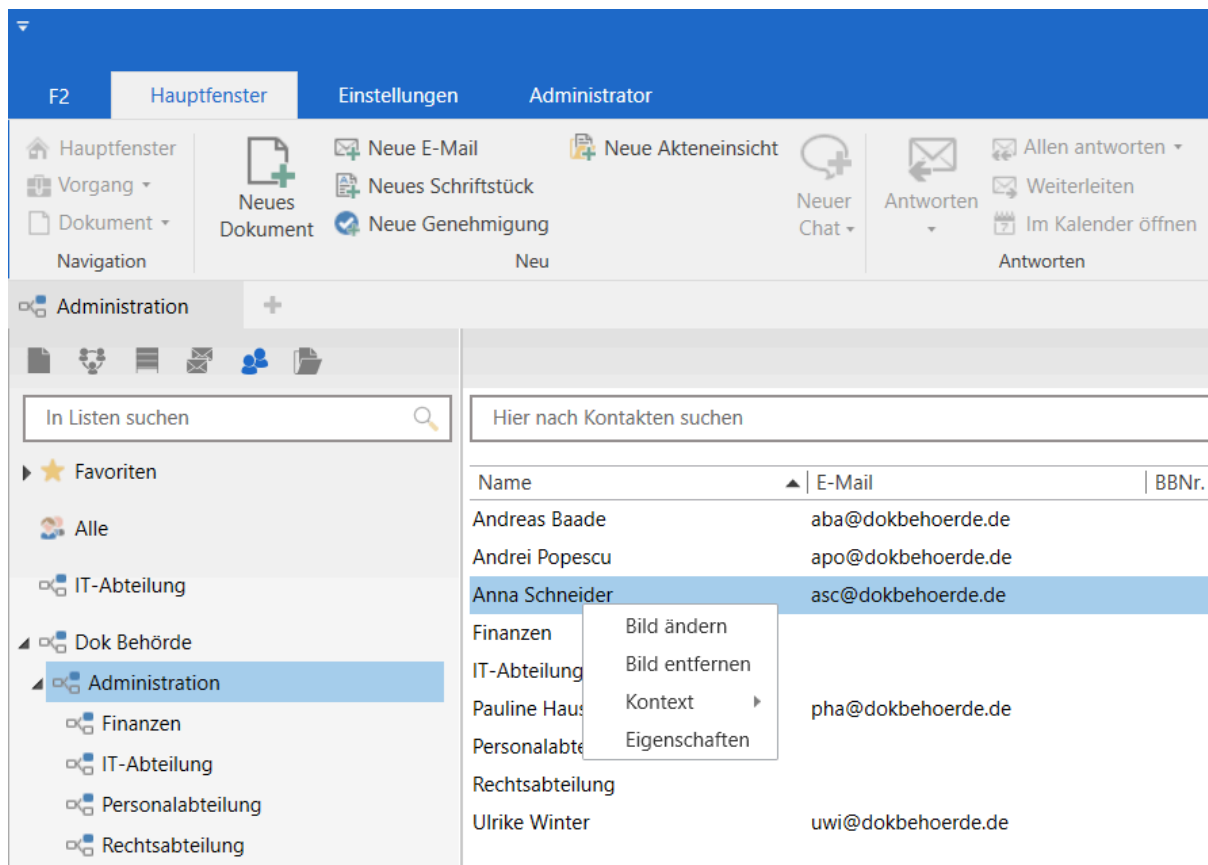 F2 Hauptfenster Einstellungen Administrator
Hauptfenster
Vorgang
Dokument
Navigation
Neues
Dokument
Neue E-Mail
Neues Schriftstück
Neue Genehmigung
Neue Akteneinsicht
Neu
Neuer
Chat
Antworten
Allen antworten
Weiterleiten
7 Im Kalender öffnen
Antworten
Administration
In Listen suchen
Favoriten
Alle
IT-Abteilung
Dok Behörde
Administration
Finanzen
IT-Abteilung
Personalabteilung
Rechtsabteilung
Hier nach Kontakten suchen
Name E-Mail BBNr.
Andreas Baade aba@dokbehoerde.de
Andrei Popescu apo@dokbehoerde.de
Anna Schneider asc@dokbehoerde.de
Finanzen
IT-Abteilung
Pauline Haus pha@dokbehoerde.de
Personalabte
Rechtsabteilung
Ulrike Winter uwi@dokbehoerde.de
Bild ändern
Bild entfernen
Kontext
Eigenschaften